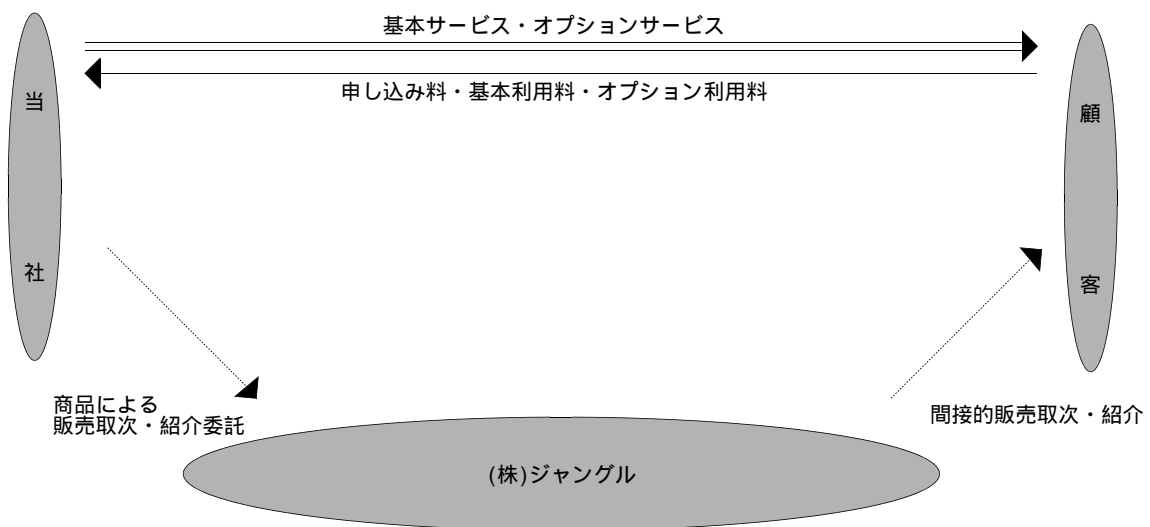 基本サービス・オプションサービス
申し込み料・基本利用料・オプション利用料
当社
顧客
商品による
販売取次・紹介委託
間接的販売取次・紹介
(株)ジャングル